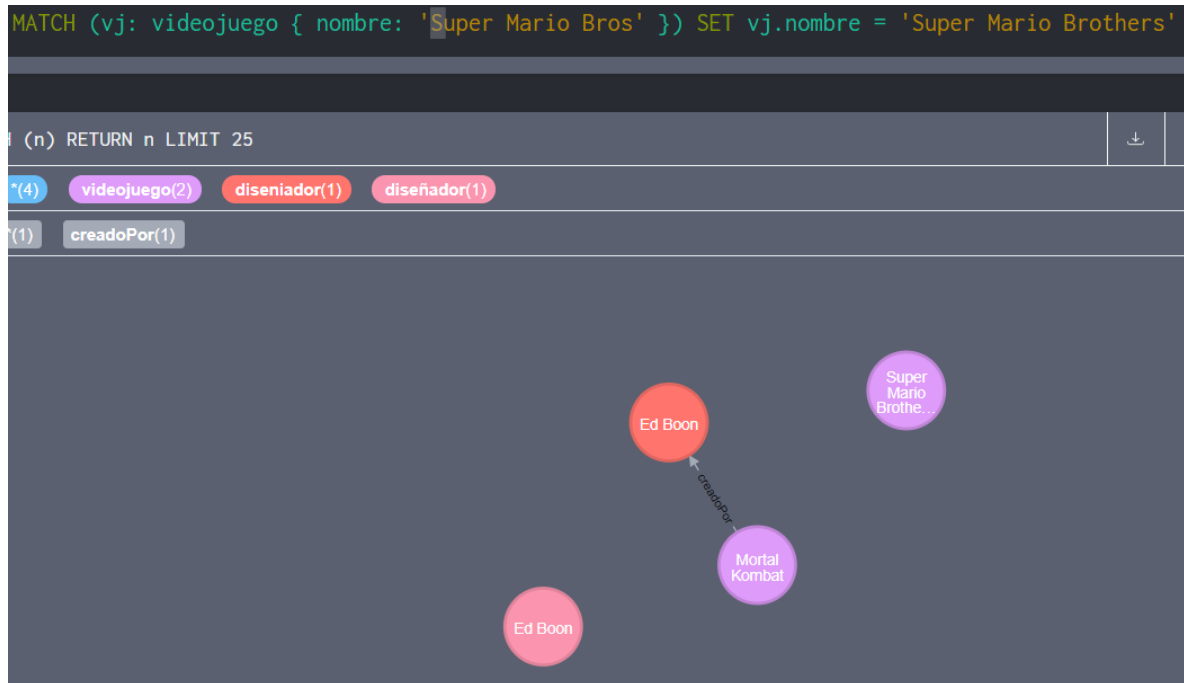 MATCH (vj: videojuego { nombre: 'Super Mario Bros' }) SET vj.nombre = 'Super Mario Brothers'
(n) RETURN n LIMIT 25
*(4) videojuego(2) diseniador(1) diseñador(1)
*(1) creadoPor(1)
Super
Mario
Brothe...
Ed Boon
creadoPor
Mortal
Kombat
Ed Boon